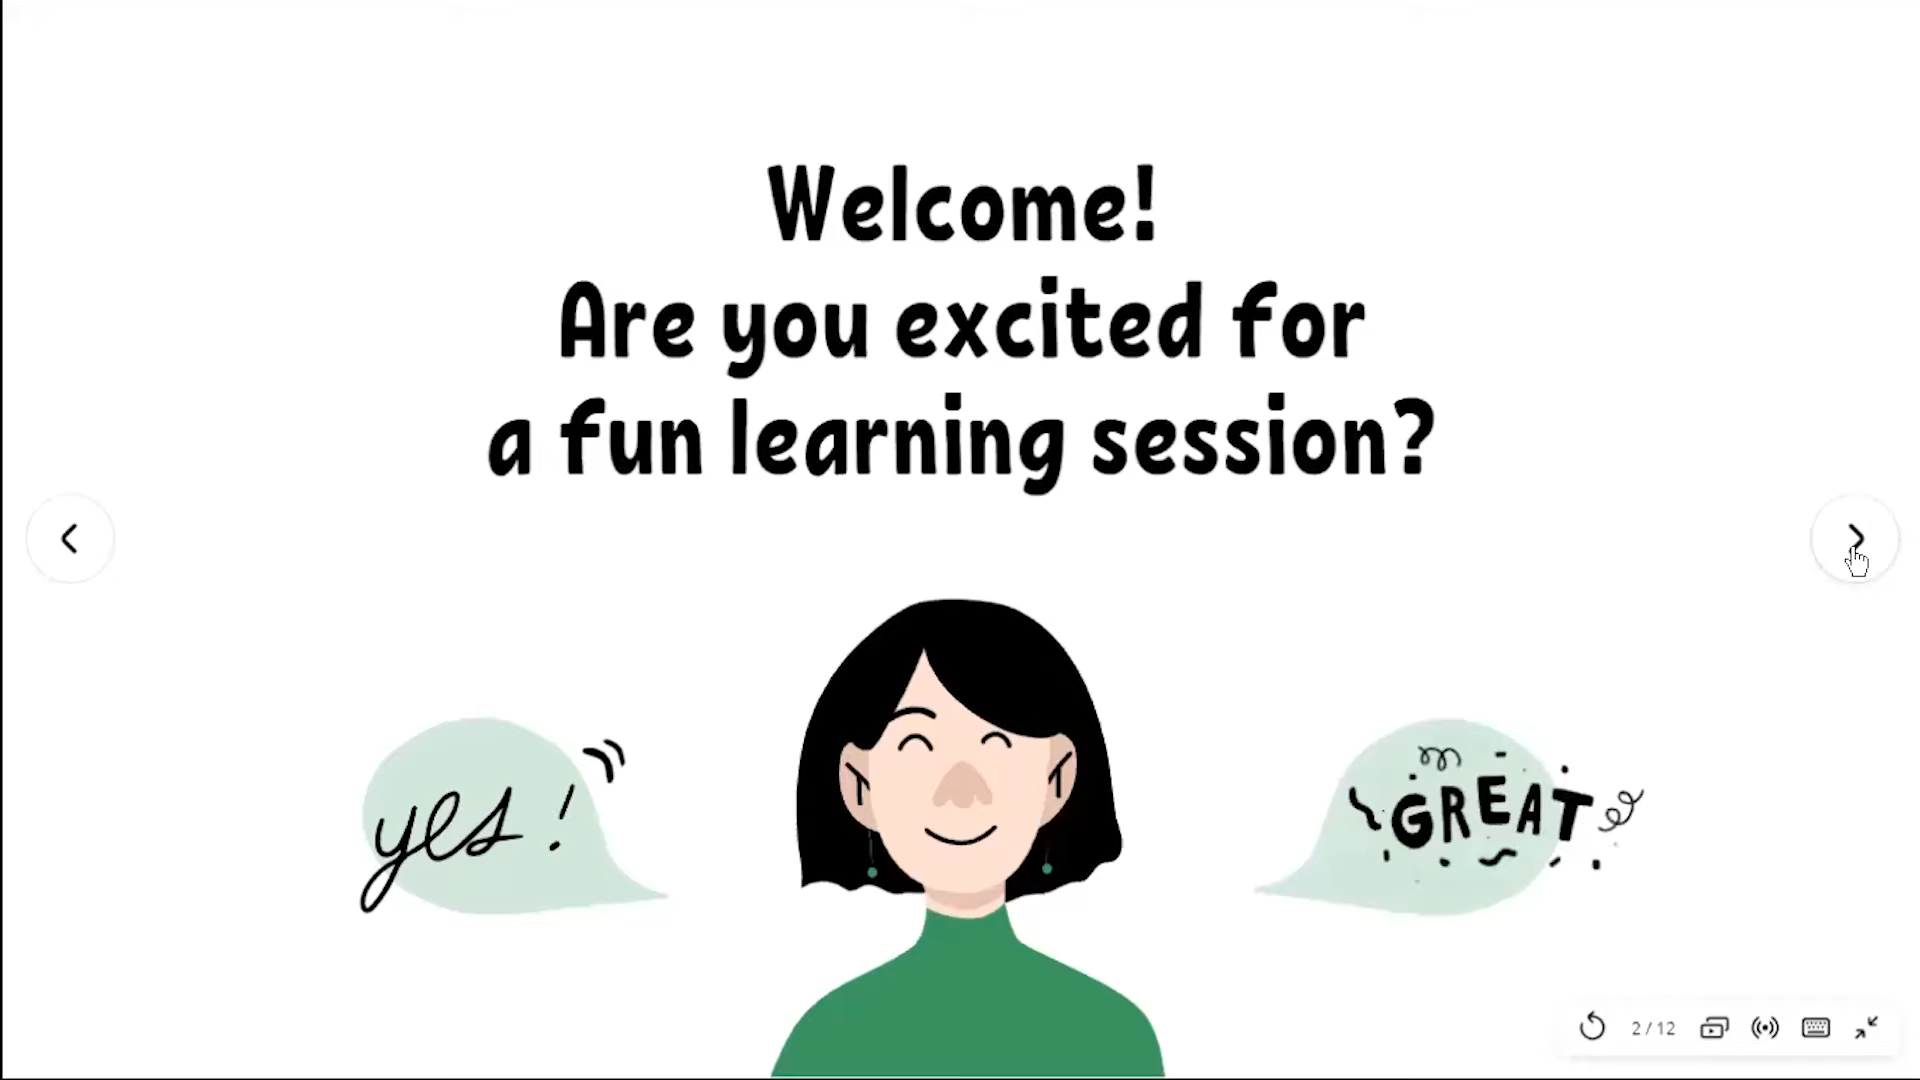 Welcome!
Are you excited for
a fun learning session?
yes!
GREAT
2/12